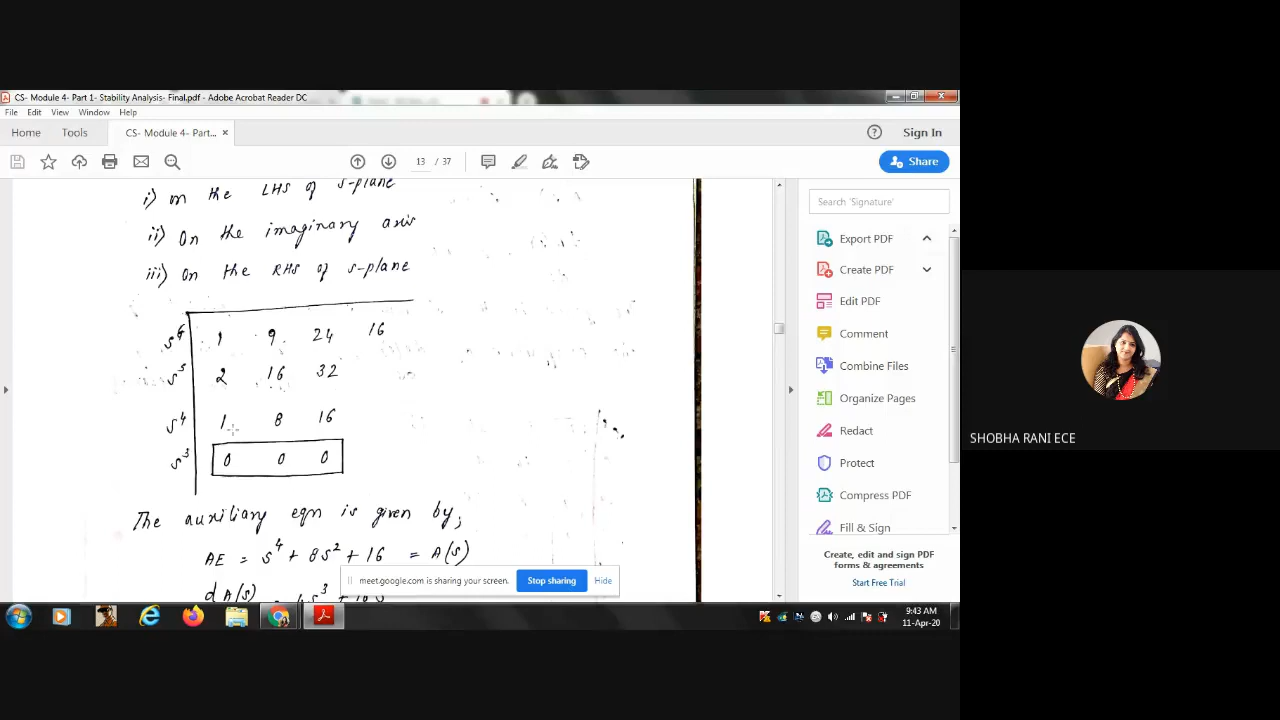 CS- Module 4- Part 1- Stability Analysis- Final.pdf - Adobe Acrobat Reader DC
File Edit View Window Help
Home Tools CS- Module 4- Part... × Sign In
13 / 37 Share
i) on the LHS of s-plane
ii) On the imaginary axis
iii) On the RHS of s-plane
s⁶ 1 9 24 16
s⁵ 2 16 32
s⁴ 1 8 16
s³ 0 0 0
The auxiliary eqn is given by,
AE = s⁴ + 8s² + 16 = A(s)
dA(s)
meet.google.com is sharing your screen. Stop sharing Hide
Search 'Signature'
Export PDF
Create PDF
Edit PDF
Comment
Combine Files
Organize Pages
Redact
Protect
Compress PDF
Fill & Sign
Create, edit and sign PDF
forms & agreements
Start Free Trial
9:43 AM
11-Apr-20
SHOBHA RANI ECE